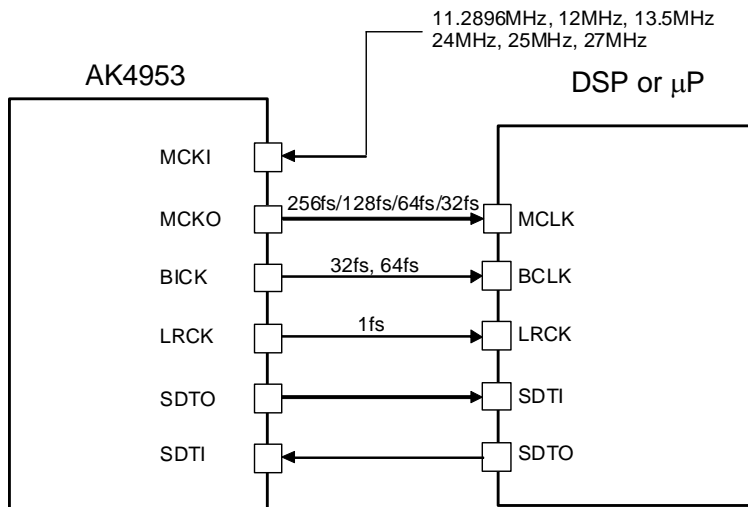 11.2896MHz, 12MHz, 13.5MHz
24MHz, 25MHz, 27MHz
AK4953
DSP or μP
MCKI
MCKO
256fs/128fs/64fs/32fs
MCLK
BICK
32fs, 64fs
BCLK
LRCK
1fs
LRCK
SDTO
SDTI
SDTI
SDTO